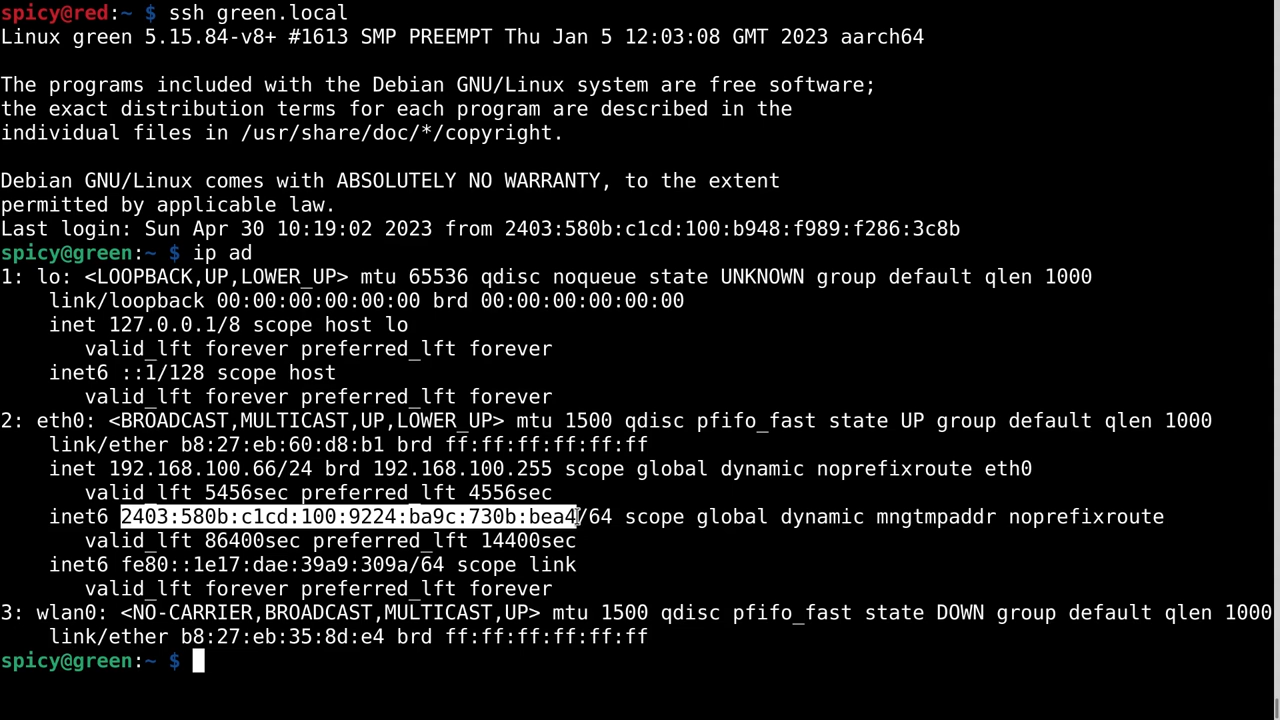 spicy@red:~ $ ssh green.local
Linux green 5.15.84-v8+ #1613 SMP PREEMPT Thu Jan 5 12:03:08 GMT 2023 aarch64

The programs included with the Debian GNU/Linux system are free software;
the exact distribution terms for each program are described in the
individual files in /usr/share/doc/*/copyright.

Debian GNU/Linux comes with ABSOLUTELY NO WARRANTY, to the extent
permitted by applicable law.
Last login: Sun Apr 30 10:19:02 2023 from 2403:580b:c1cd:100:b948:f989:f286:3c8b
spicy@green:~ $ ip ad
1: lo: <LOOPBACK,UP,LOWER_UP> mtu 65536 qdisc noqueue state UNKNOWN group default qlen 1000
    link/loopback 00:00:00:00:00:00 brd 00:00:00:00:00:00
    inet 127.0.0.1/8 scope host lo
       valid_lft forever preferred_lft forever
    inet6 ::1/128 scope host
       valid_lft forever preferred_lft forever
2: eth0: <BROADCAST,MULTICAST,UP,LOWER_UP> mtu 1500 qdisc pfifo_fast state UP group default qlen 1000
    link/ether b8:27:eb:60:d8:b1 brd ff:ff:ff:ff:ff:ff
    inet 192.168.100.66/24 brd 192.168.100.255 scope global dynamic noprefixroute eth0
       valid_lft 5456sec preferred_lft 4556sec
    inet6 2403:580b:c1cd:100:9224:ba9c:730b:bea4/64 scope global dynamic mngtmpaddr noprefixroute
       valid_lft 86400sec preferred_lft 14400sec
    inet6 fe80::1e17:dae:39a9:309a/64 scope link
       valid_lft forever preferred_lft forever
3: wlan0: <NO-CARRIER,BROADCAST,MULTICAST,UP> mtu 1500 qdisc pfifo_fast state DOWN group default qlen 1000
    link/ether b8:27:eb:35:8d:e4 brd ff:ff:ff:ff:ff:ff
spicy@green:~ $